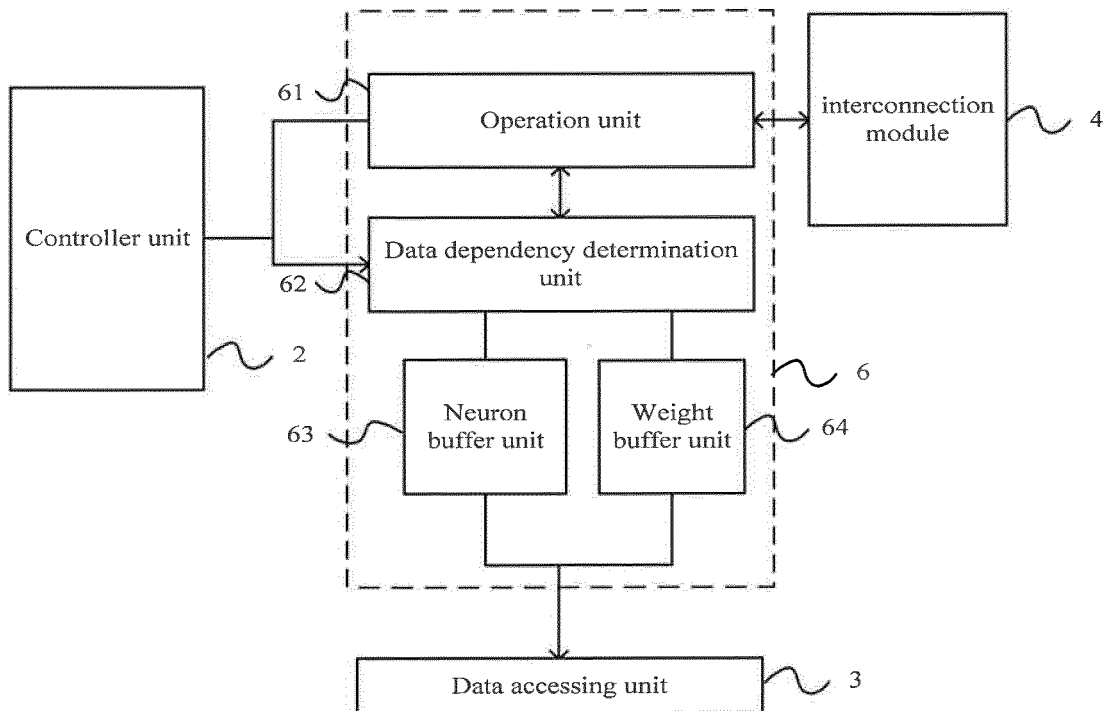 61
Operation unit
interconnection
module
4
Controller unit
Data dependency determination
unit
62
2
6
Neuron
buffer unit
63
Weight
buffer unit
64
Data accessing unit
3